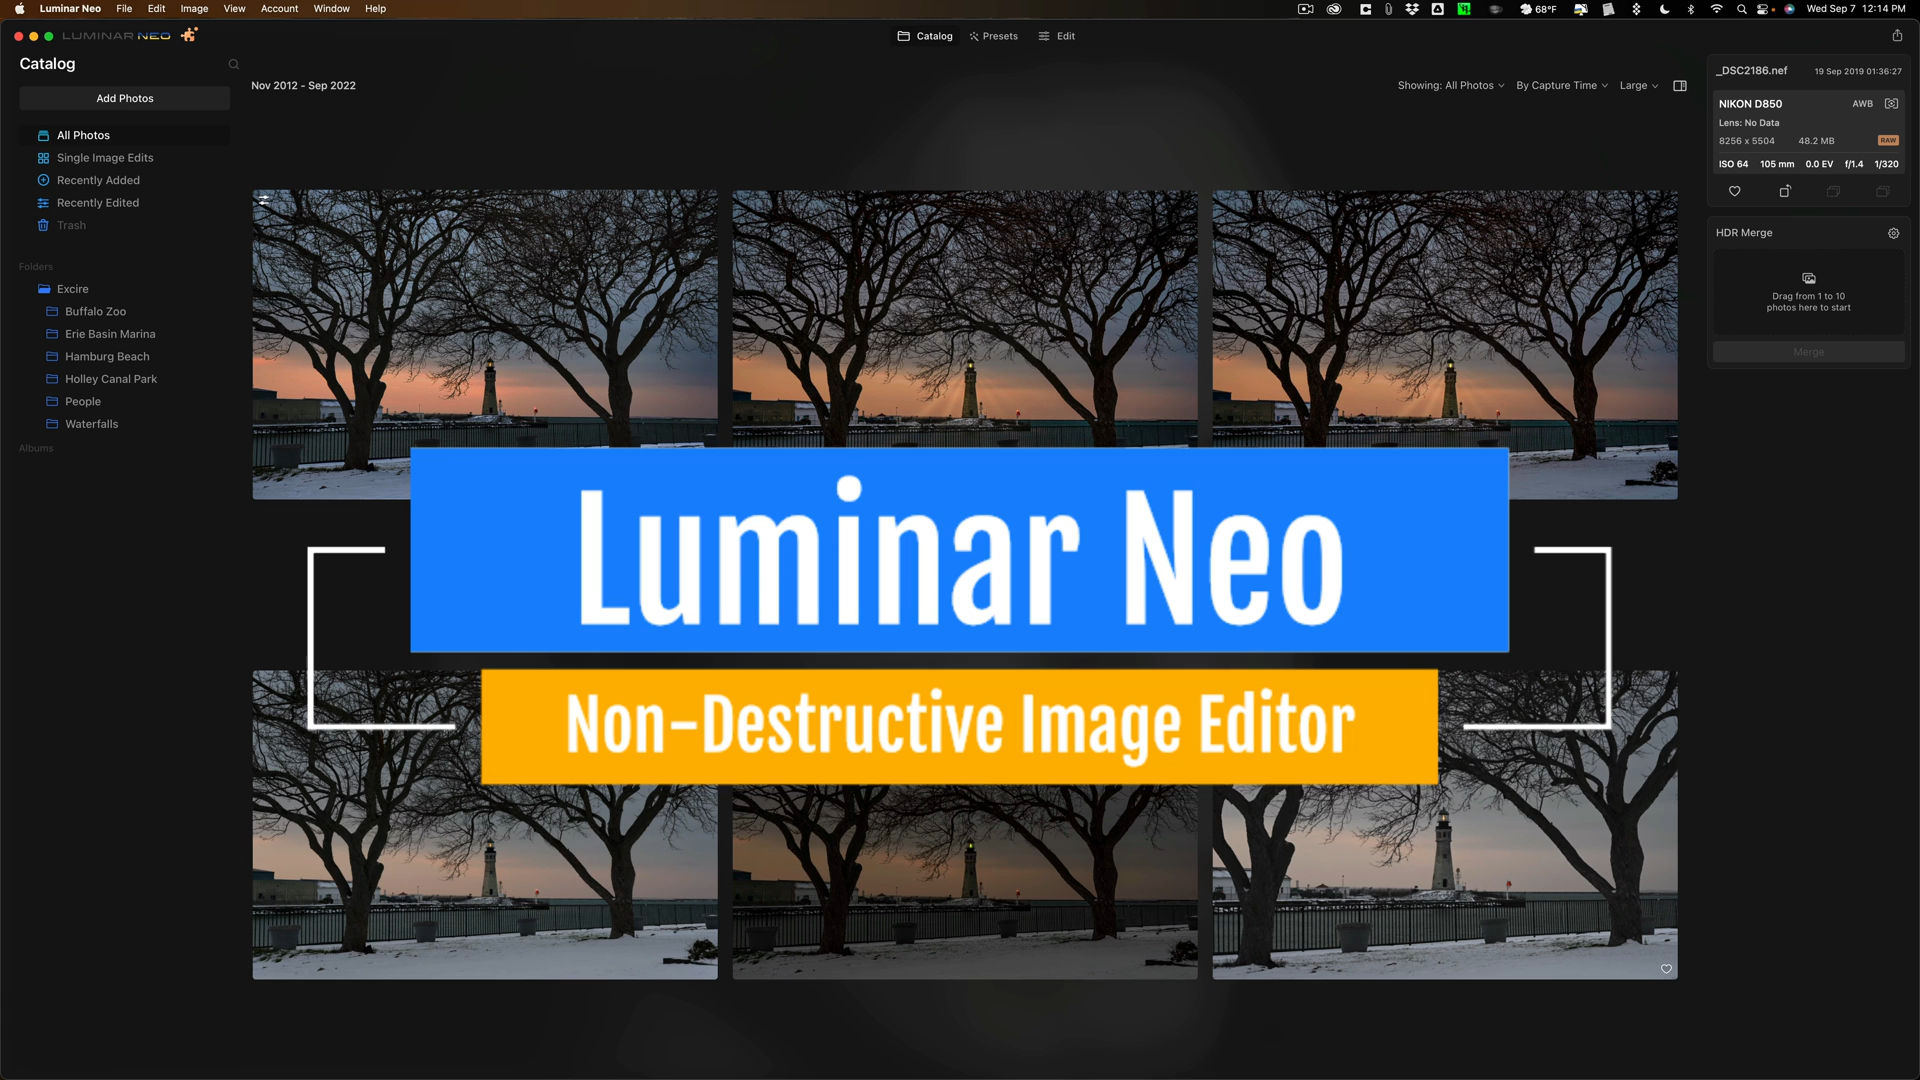 Luminar Neo File Edit Image View Account Window Help
68°F Wed Sep 7 12:14 PM
LUMINAR NEO
Catalog Presets Edit
Catalog
Add Photos
Nov 2012 - Sep 2022
Showing: All Photos By Capture Time Large
All Photos
Single Image Edits
Recently Added
Recently Edited
Trash
Folders
Excire
Buffalo Zoo
Erie Basin Marina
Hamburg Beach
Holley Canal Park
People
Waterfalls
Albums
Luminar Neo
Non-Destructive Image Editor
_DSC2186.nef 19 Sep 2019 01:36:27
NIKON D850 AWB
Lens: No Data
8256 x 5504 48.2 MB RAW
ISO 64 105 mm 0.0 EV f/1.4 1/320
HDR Merge
Drag from 1 to 10
photos here to start
Merge